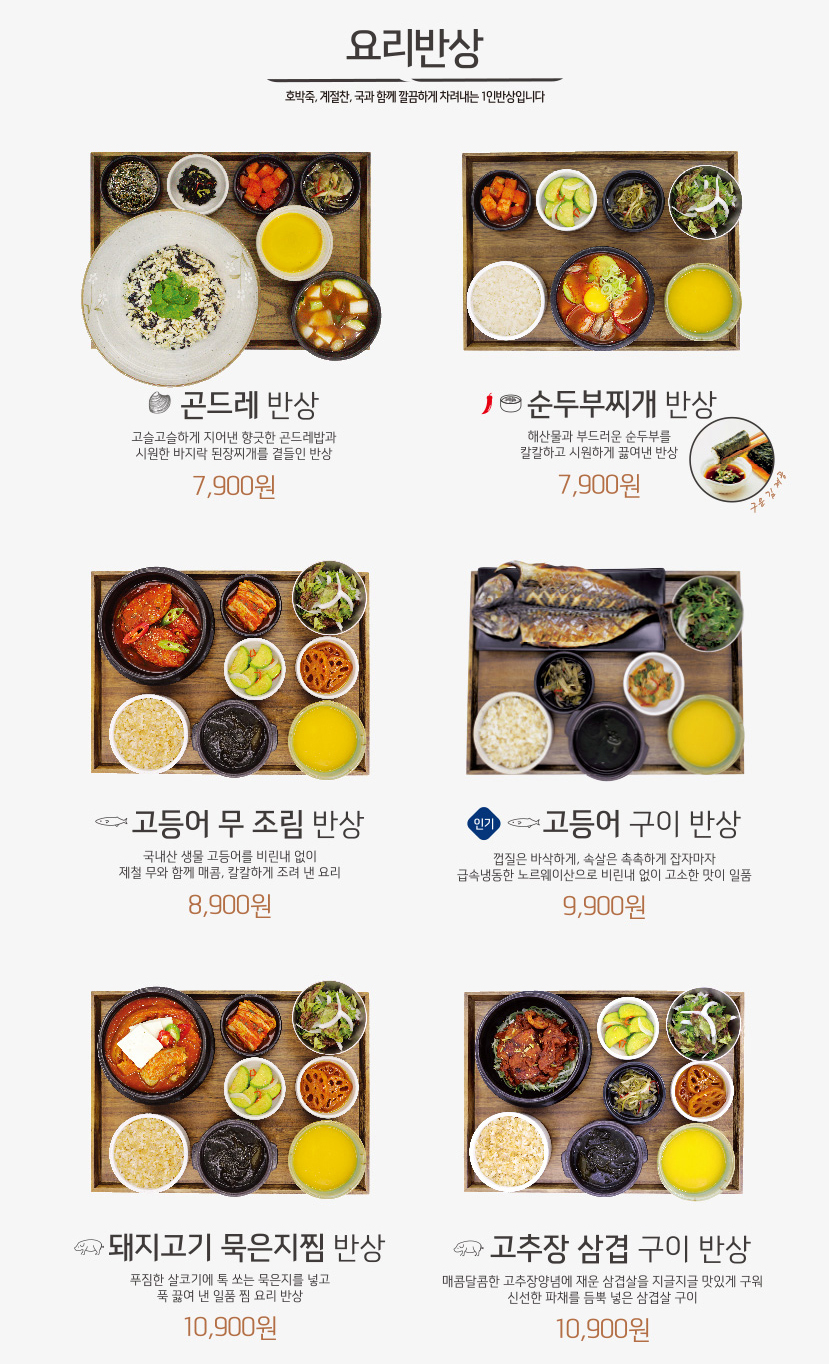 요리반상
호박죽, 계절찬, 국과 함께 깔끔하게 차려내는 1인반상입니다
곤드레 반상
고슬고슬하게 지어낸 향긋한 곤드레밥과
시원한 바지락 된장찌개를 곁들인 반상
7,900원
순두부찌개 반상
해산물과 부드러운 순두부를
칼칼하고 시원하게 끓여낸 반상
7,900원
구운 김 제공
고등어 무 조림 반상
국내산 생물 고등어를 비린내 없이
제철 무와 함께 매콤, 칼칼하게 조려 낸 요리
8,900원
인기
고등어 구이 반상
껍질은 바삭하게, 속살은 촉촉하게 잡자마자
급속냉동한 노르웨이산으로 비린내 없이 고소한 맛이 일품
9,900원
돼지고기 묵은지찜 반상
푸짐한 살코기에 톡 쏘는 묵은지를 넣고
푹 끓여 낸 일품 찜 요리 반상
10,900원
고추장 삼겹 구이 반상
매콤달콤한 고추장양념에 재운 삼겹살을 지글지글 맛있게 구워
신선한 파채를 듬뿍 넣은 삼겹살 구이
10,900원